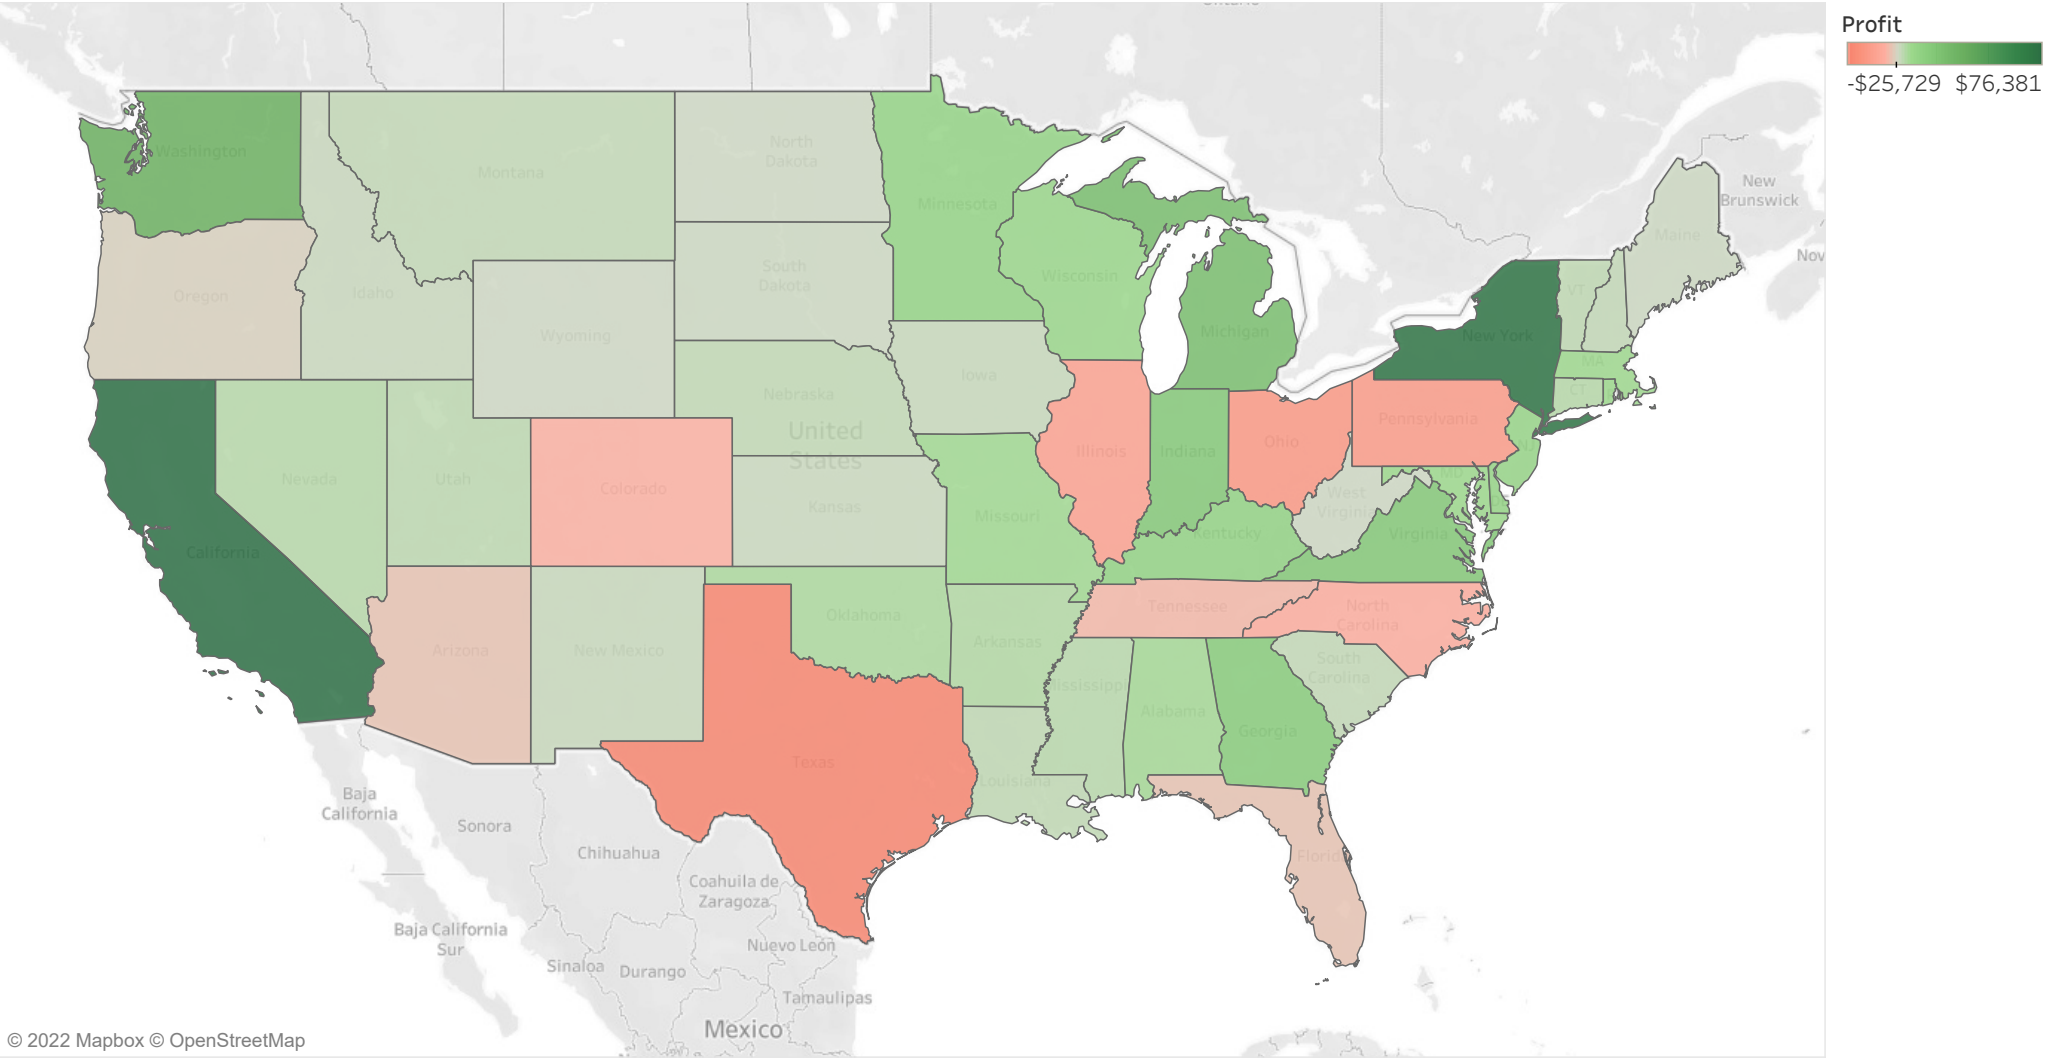 Ontario
Profit
-$25,729 $76,381
Washington
Montana
North
Dakota
Minnesota
New
Brunswick
Maine
Nov
Oregon
Idaho
South
Dakota
Wisconsin
VT
Wyoming
Michigan
New York
MA
Iowa
CT
Nebraska
Pennsylvania
United
States
Ohio
Illinois
Indiana
Nevada
Utah
Colorado
Kansas
MD
West
Virginia
Missouri
Kentucky
Virginia
Oklahoma
Tennessee
North
Carolina
California
Arizona
New Mexico
Arkansas
South
Carolina
Mississippi
Alabama
Georgia
Texas
Louisiana
Florida
Baja
California
Sonora
Chihuahua
Coahuila de
Zaragoza
Baja California
Sur
Nuevo León
Sinaloa
Durango
Tamaulipas
Mexico
© 2022 Mapbox © OpenStreetMap